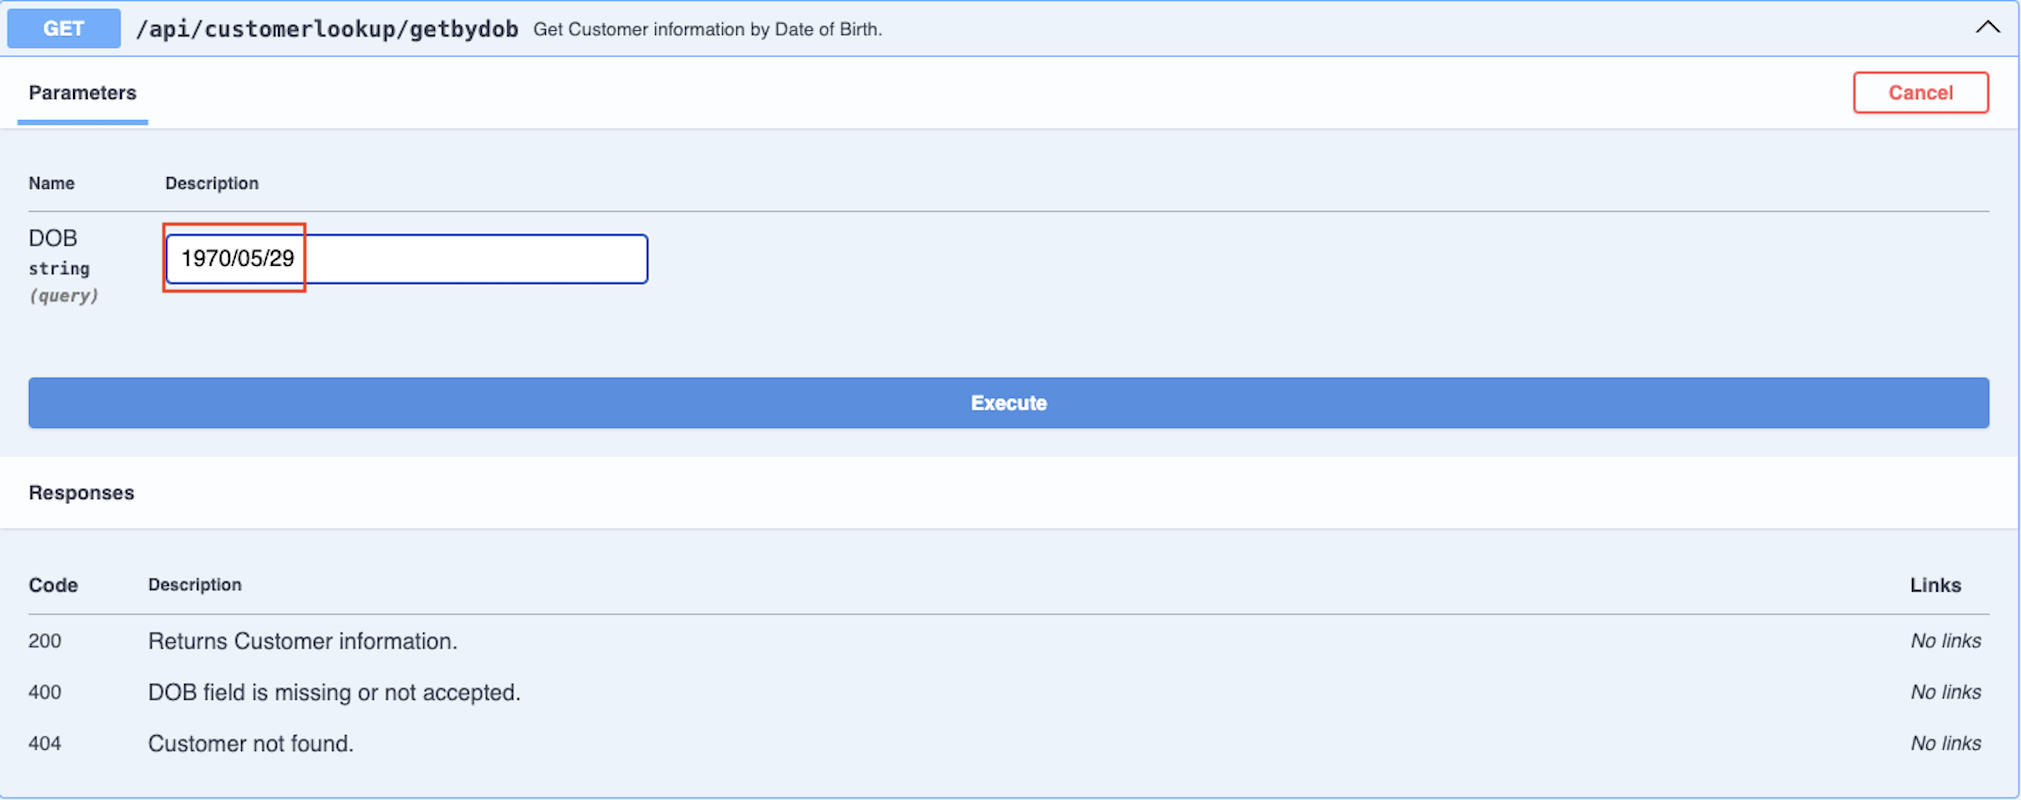 GET /api/customerlookup/getbydob Get Customer information by Date of Birth.
Parameters Cancel
Name Description
DOB
string
(query)
1970/05/29
Execute
Responses
Code Description Links
200 Returns Customer information. No links
400 DOB field is missing or not accepted. No links
404 Customer not found. No links